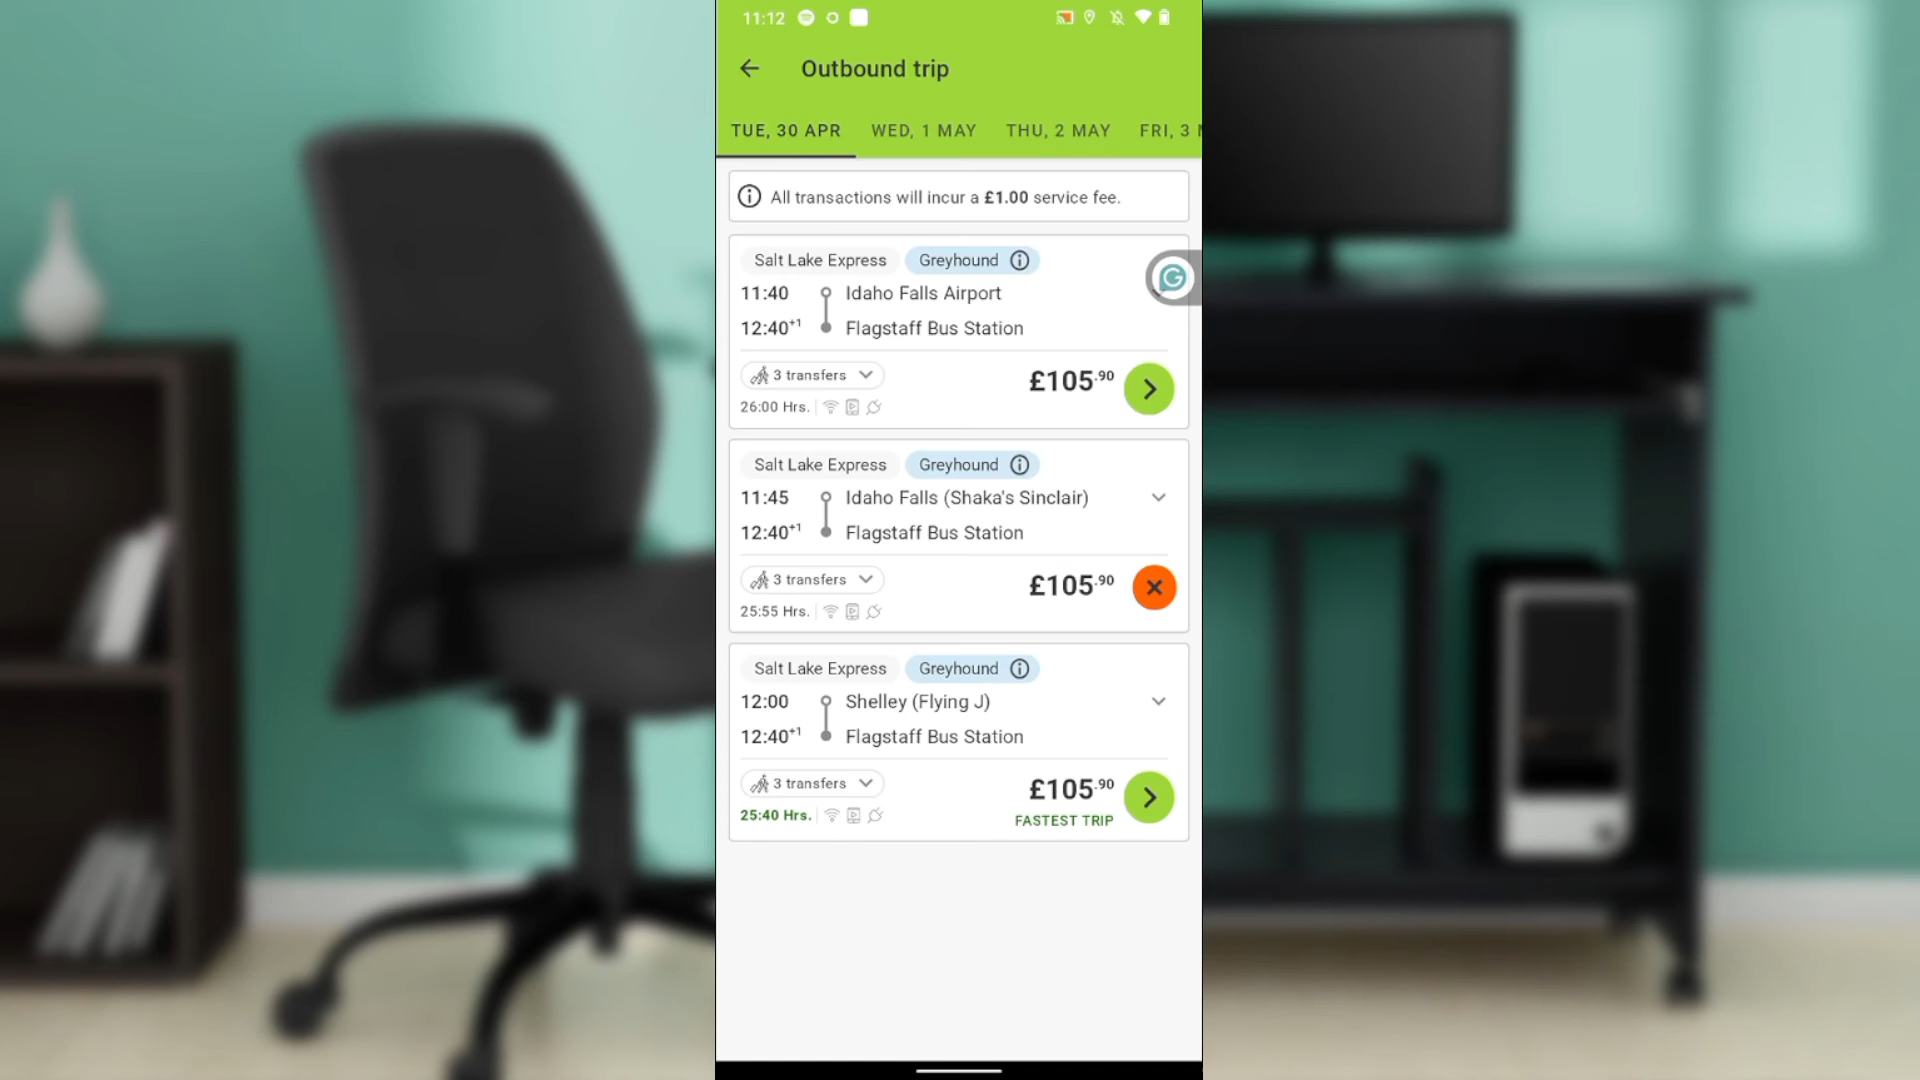 11:12
Outbound trip
TUE, 30 APR WED, 1 MAY THU, 2 MAY FRI, 3
All transactions will incur a £1.00 service fee.
Salt Lake Express Greyhound
11:40 Idaho Falls Airport
12:40+1 Flagstaff Bus Station
3 transfers £105.90
26:00 Hrs.
Salt Lake Express Greyhound
11:45 Idaho Falls (Shaka's Sinclair)
12:40+1 Flagstaff Bus Station
3 transfers £105.90
25:55 Hrs.
Salt Lake Express Greyhound
12:00 Shelley (Flying J)
12:40+1 Flagstaff Bus Station
3 transfers £105.90
25:40 Hrs. FASTEST TRIP